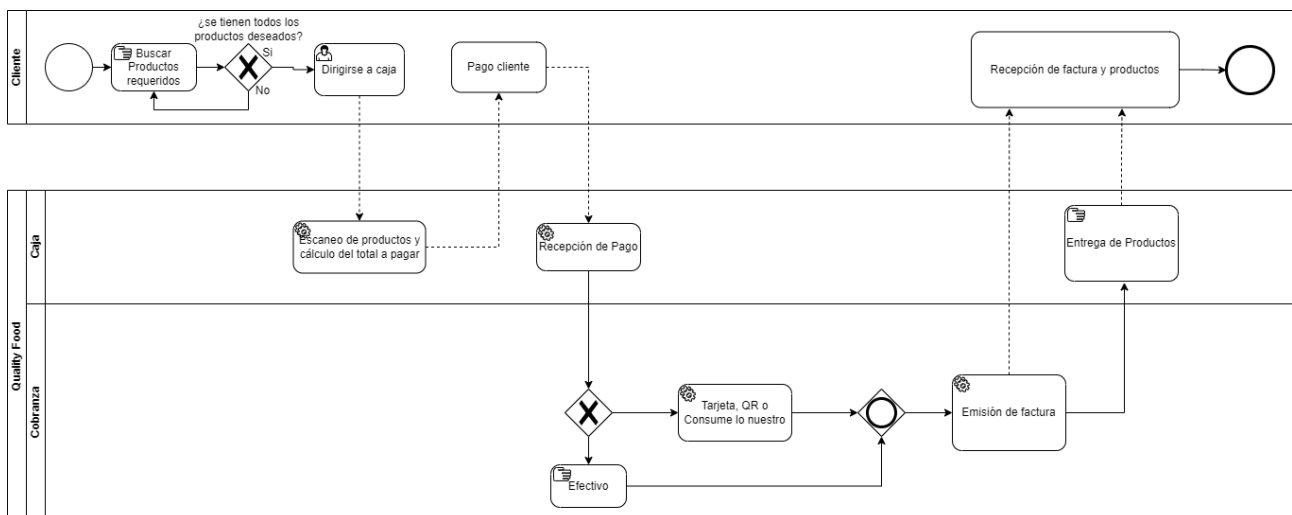 Cliente
¿se tienen todos los
productos deseados?
Buscar
Productos
requeridos
Si
No
Dirigirse a caja
Pago cliente
Recepción de factura y productos
Quality Food
Caja
Escaneo de productos y
cálculo del total a pagar
Recepción de Pago
Entrega de Productos
Cobranza
Tarjeta, QR o
Consume lo nuestro
Emisión de factura
Efectivo